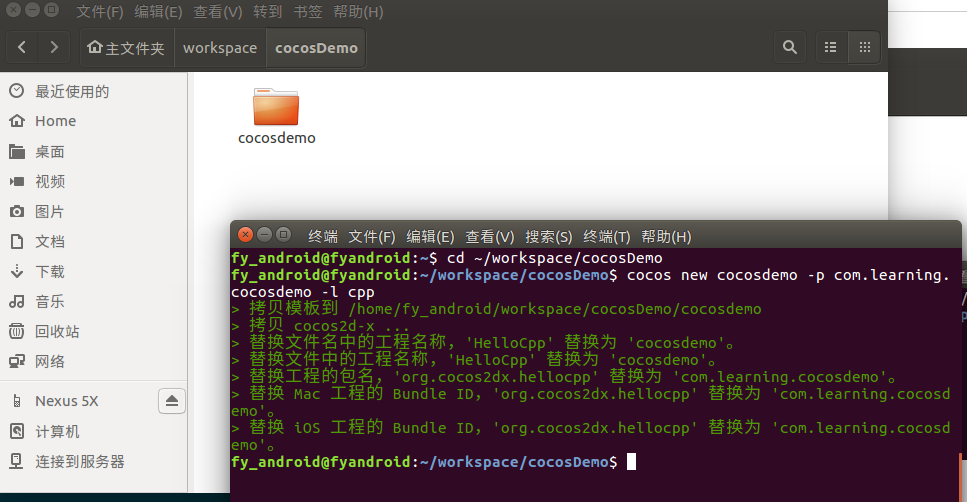 文件(F) 编辑(E) 查看(V) 转到 书签 帮助(H)
主文件夹 workspace cocosDemo
最近使用的
Home
桌面
视频
图片
文档
下载
音乐
回收站
网络
Nexus 5X
计算机
连接到服务器
cocosdemo
终端 文件(F) 编辑(E) 查看(V) 搜索(S) 终端(T) 帮助(H)
fy_android@fyandroid:~$ cd ~/workspace/cocosDemo
fy_android@fyandroid:~/workspace/cocosDemo$ cocos new cocosdemo -p com.learning.
cocosdemo -l cpp
> 拷贝模板到 /home/fy_android/workspace/cocosDemo/cocosdemo
> 拷贝 cocos2d-x ...
> 替换文件名中的工程名称，'HelloCpp' 替换为 'cocosdemo'。
> 替换文件中的工程名称，'HelloCpp' 替换为 'cocosdemo'。
> 替换工程的包名，'org.cocos2dx.hellocpp' 替换为 'com.learning.cocosdemo'。
> 替换 Mac 工程的 Bundle ID，'org.cocos2dx.hellocpp' 替换为 'com.learning.cocosd
emo'。
> 替换 iOS 工程的 Bundle ID，'org.cocos2dx.hellocpp' 替换为 'com.learning.cocosd
emo'。
fy_android@fyandroid:~/workspace/cocosDemo$